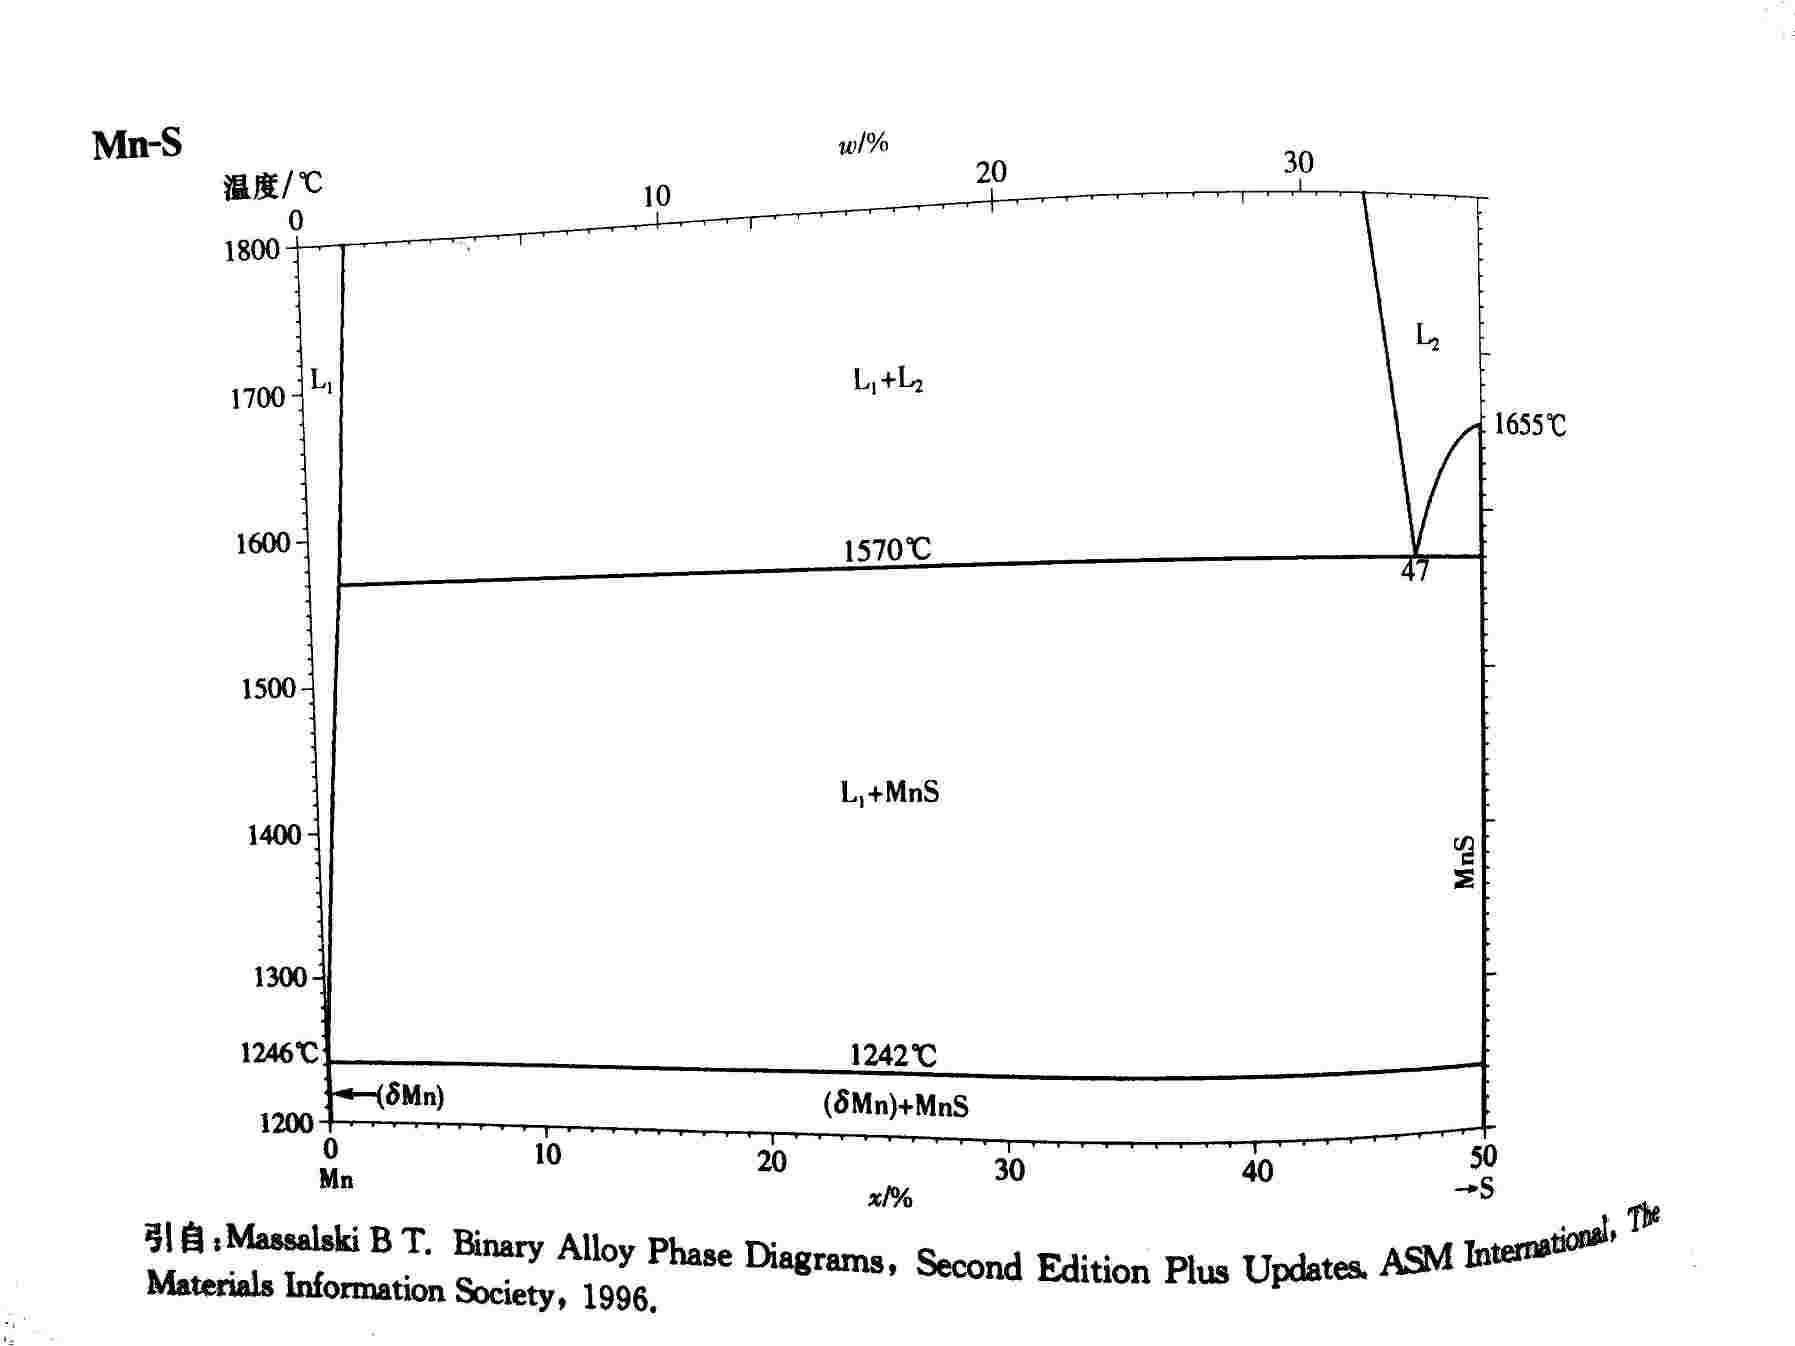 Mn-S
w/%
温度/℃
0 10 20 30
1800
L₁
L₁+L₂
L₂
1700
1655℃
1600
1570℃
47
1500
L₁+MnS
1400
MnS
1300
1246℃
1242℃
(δMn)
(δMn)+MnS
1200
0 10 20 30 40 50
Mn
x/%
→S
引自:Massalski B T. Binary Alloy Phase Diagrams, Second Edition Plus Updates. ASM International, The
Materials Information Society, 1996.